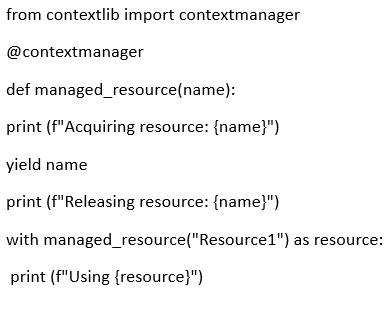 from contextlib import contextmanager
@contextmanager
def managed_resource(name):
print (f"Acquiring resource: {name}")
yield name
print (f"Releasing resource: {name}")
with managed_resource("Resource1") as resource:
 print (f"Using {resource}")